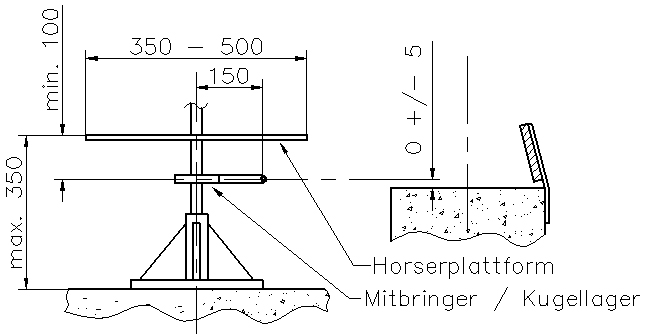 min. 100
350 - 500
150
0 +/- 5
max. 350
Horserplattform
Mitbringer / Kugellager